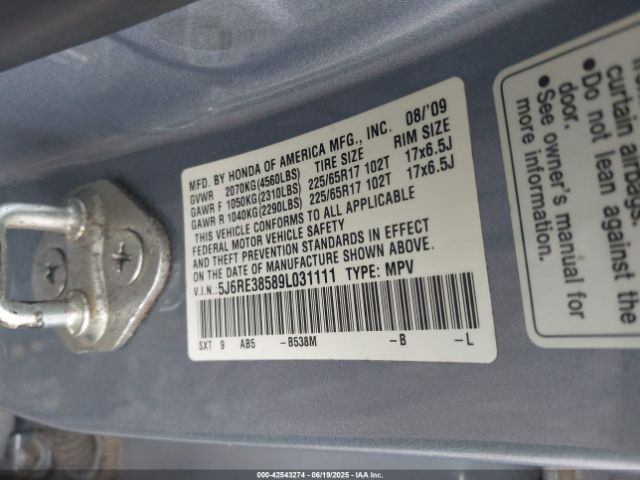 MFD. BY HONDA OF AMERICA MFG., INC. 08/'09
GVWR 2070KG(4560LBS) TIRE SIZE RIM SIZE
GAWR F 1050KG(2310LBS) 225/65R17 102T 17x6.5J
GAWR R 1040KG(2290LBS) 225/65R17 102T 17x6.5J
THIS VEHICLE CONFORMS TO ALL APPLICABLE
FEDERAL MOTOR VEHICLE SAFETY
AND THEFT PREVENTION STANDARDS IN EFFECT ON
THE DATE OF MANUFACTURE SHOWN ABOVE.
V.I.N.: 5J6RE38589L031111 TYPE: MPV
SXT 9 AB5 -B538M -B -L
curtain airbags.
• Do not lean against
door.
• See owner's manual for
more information.
000-42543274 - 06/19/2025 - IAA Inc.